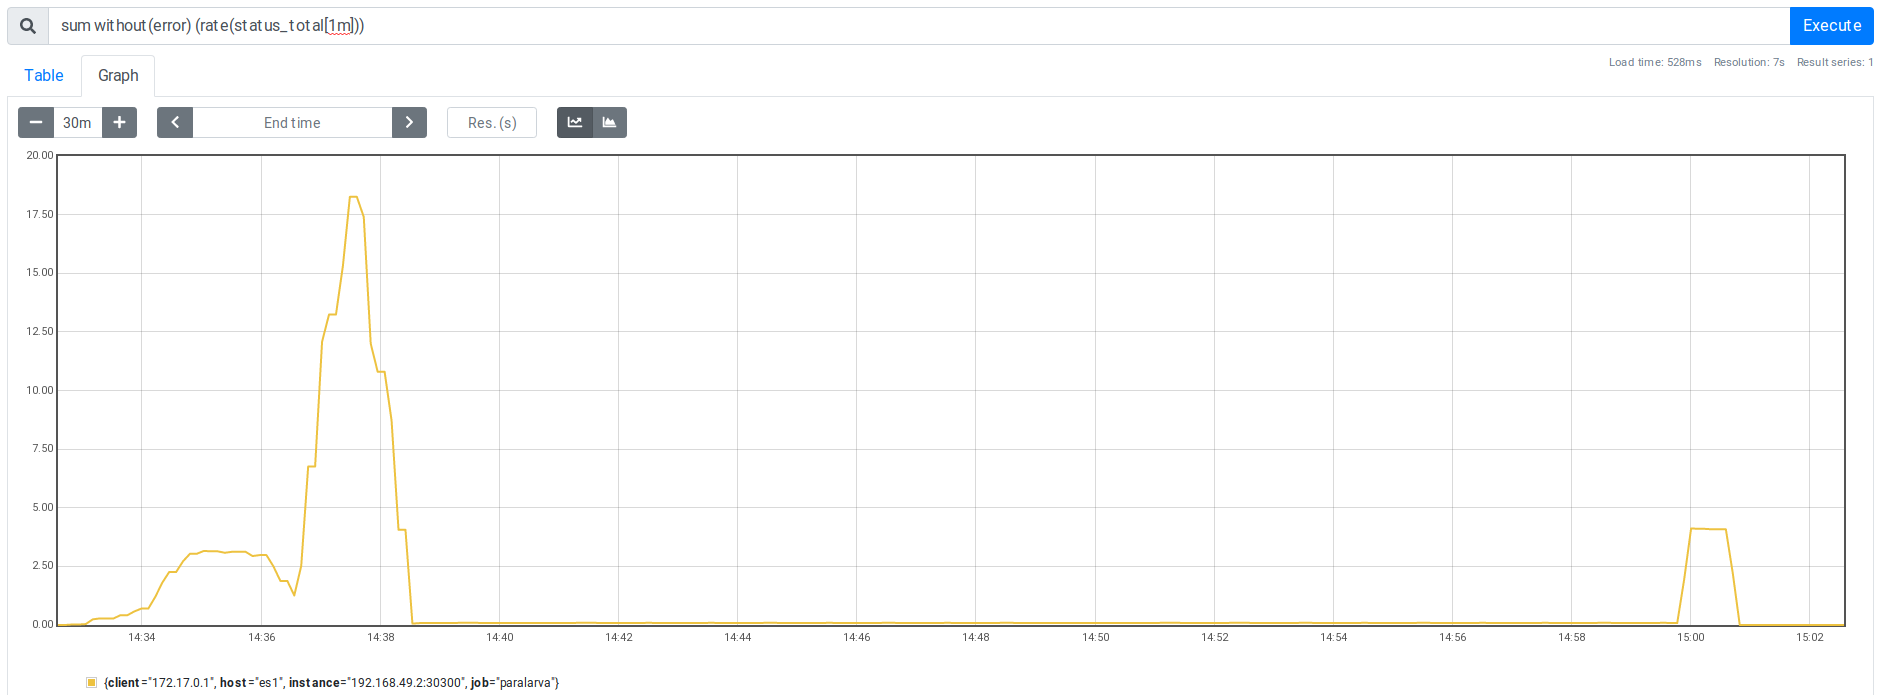 sum without(error) (rate(status_total[1m]))
Execute
Table
Graph
Load time: 528ms Resolution: 7s Result series: 1
30m
End time
Res. (s)
20.00
17.50
15.00
12.50
10.00
7.50
5.00
2.50
0.00
14:34 14:36 14:38 14:40 14:42 14:44 14:46 14:48 14:50 14:52 14:54 14:56 14:58 15:00 15:02
{client="172.17.0.1", host="es1", instance="192.168.49.2:30300", job="paralarva"}